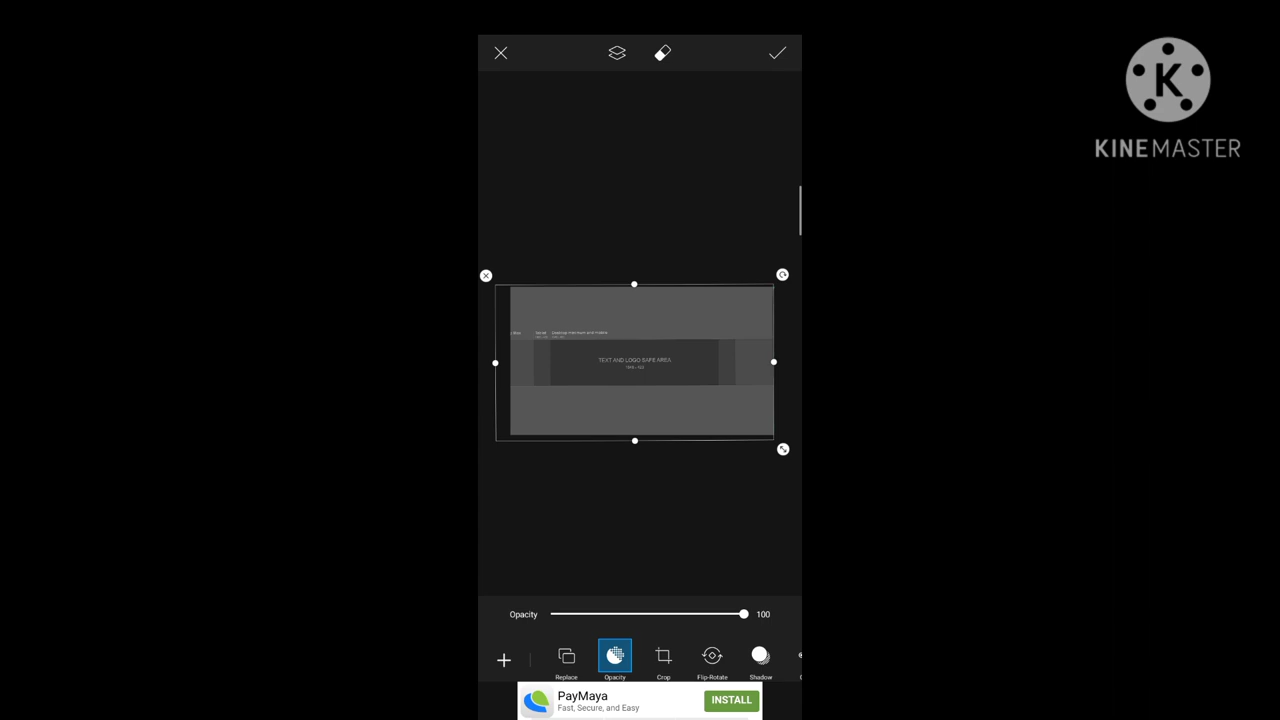 KINEMASTER
TEXT AND LOGO SAFE AREA
Opacity
100
Replace
Opacity
Crop
Flip-Rotate
Shadow
PayMaya
Fast, Secure, and Easy
INSTALL